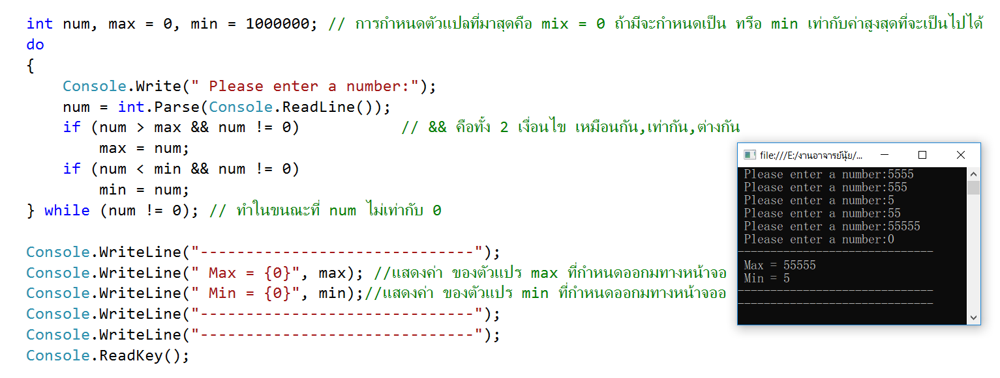 int num, max = 0, min = 1000000; // การกำหนดตัวแปลที่มาสุดคือ mix = 0 ถ้ามีจะกำหนดเป็น ทรือ min เท่ากับค่าสูงสุดที่จะเป็นไปได้
do
{
Console.Write(" Please enter a number:");
num = int.Parse(Console.ReadLine());
if (num > max && num != 0) // && คือทั้ง 2 เงื่อนไข เหมือนกัน,เท่ากัน,ต่างกัน
max = num;
if (num < min && num != 0)
min = num;
} while (num != 0); // ทำในขนณะที่ num ไม่เท่ากับ 0
Console.WriteLine("------------------------------");
Console.WriteLine(" Max = {0}", max); //แสดงค่า ของตัวแปร max ที่กำหนดออกมทางหน้าจอ
Console.WriteLine(" Min = {0}", min);//แสดงค่า ของตัวแปร min ที่กำหนดออกมทางหน้าจออ
Console.WriteLine("------------------------------");
Console.WriteLine("------------------------------");
Console.ReadKey();
file:///E:/งานอาจารย์นุ้ย/...
Please enter a number:5555
Please enter a number:555
Please enter a number:5
Please enter a number:55
Please enter a number:55555
Please enter a number:0
------------------------------
Max = 55555
Min = 5
------------------------------
------------------------------